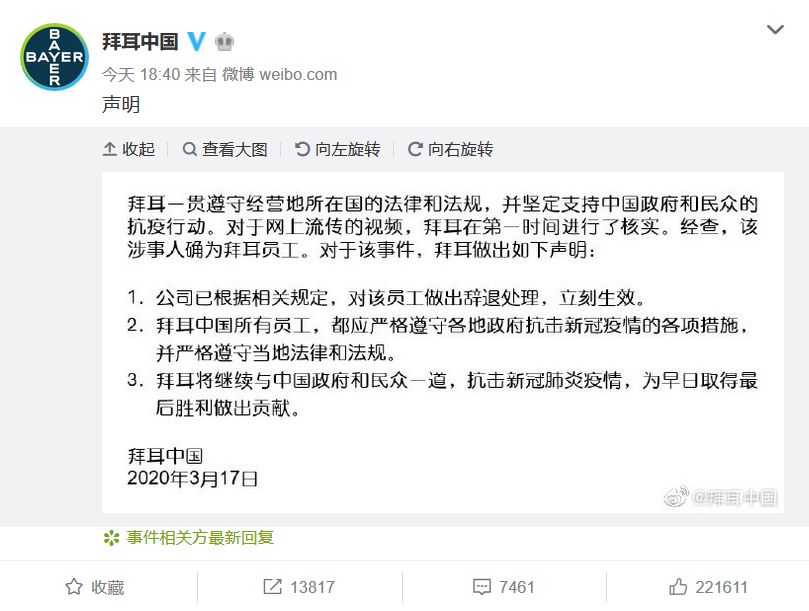 BAYER
BAYER
拜耳中国
今天 18:40 来自 微博 weibo.com
声明
收起 查看大图 向左旋转 向右旋转
拜耳一贯遵守经营地所在国的法律和法规，并坚定支持中国政府和民众的
抗疫行动。对于网上流传的视频，拜耳在第一时间进行了核实。经查，该
涉事人确为拜耳员工。对于该事件，拜耳做出如下声明：
1. 公司已根据相关规定，对该员工做出辞退处理，立刻生效。
2. 拜耳中国所有员工，都应严格遵守各地政府抗击新冠疫情的各项措施，
并严格遵守当地法律和法规。
3. 拜耳将继续与中国政府和民众一道，抗击新冠肺炎疫情，为早日取得最
后胜利做出贡献。
拜耳中国
2020年3月17日
@拜耳中国
事件相关方最新回复
收藏 13817 7461 221611